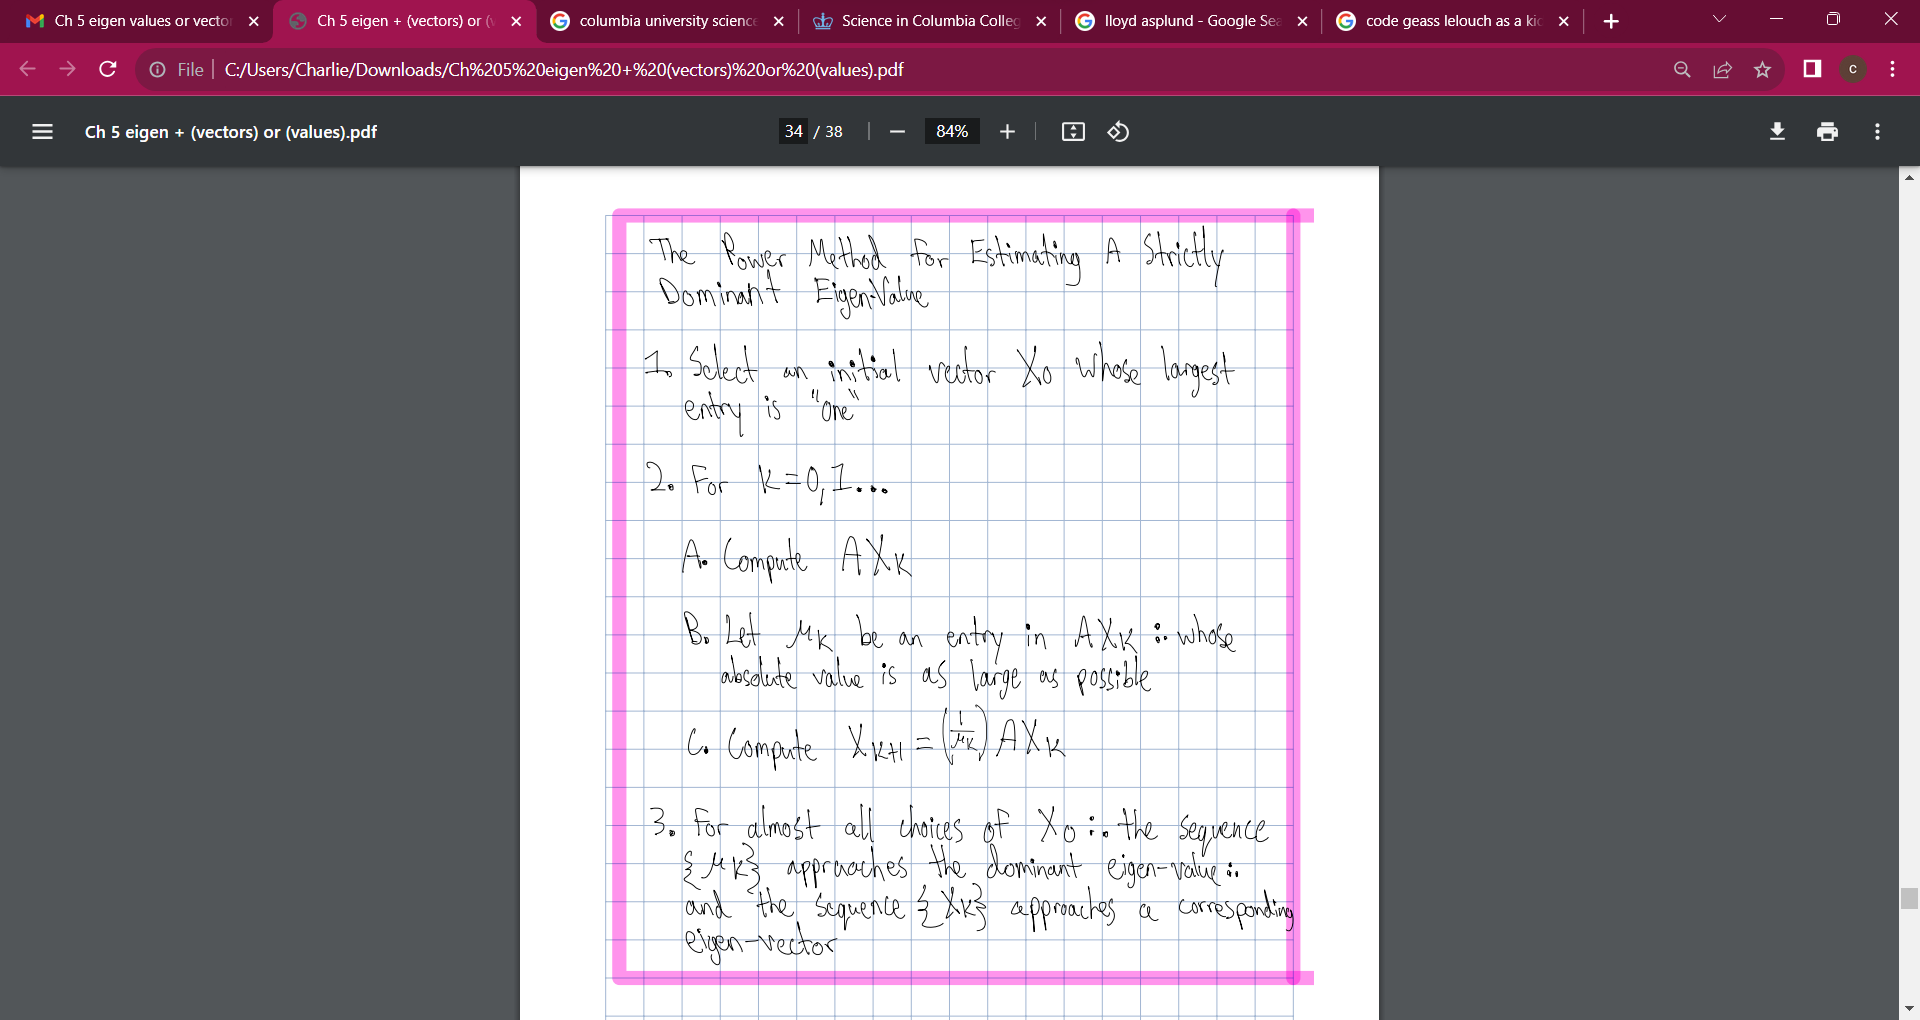 Ch 5 eigen values or vector
Ch 5 eigen + (vectors) or (v
columbia university science
Science in Columbia Colleg
lloyd asplund - Google Sea
code geass lelouch as a kid
File
C:/Users/Charlie/Downloads/Ch%205%20eigen%20+%20(vectors)%20or%20(values).pdf
C
Ch 5 eigen + (vectors) or (values).pdf
34 / 38
84%
The Power Method For Estimating A Strictly
Dominant Eigen-Value
1. Select an initial vector X0 whose largest
entry is "one"
2. For K=0,1...
A. Compute AXK
B. Let μK be an entry in AXK ∵ whose
absolute value is as large as possible
C. Compute XK+1 = (1/μK) AXK
3. For almost all choices of X0 ∴ the sequence
{μK} approaches the dominant eigen-value ∵
and the sequence {XK} approaches a corresponding
eigen-vector